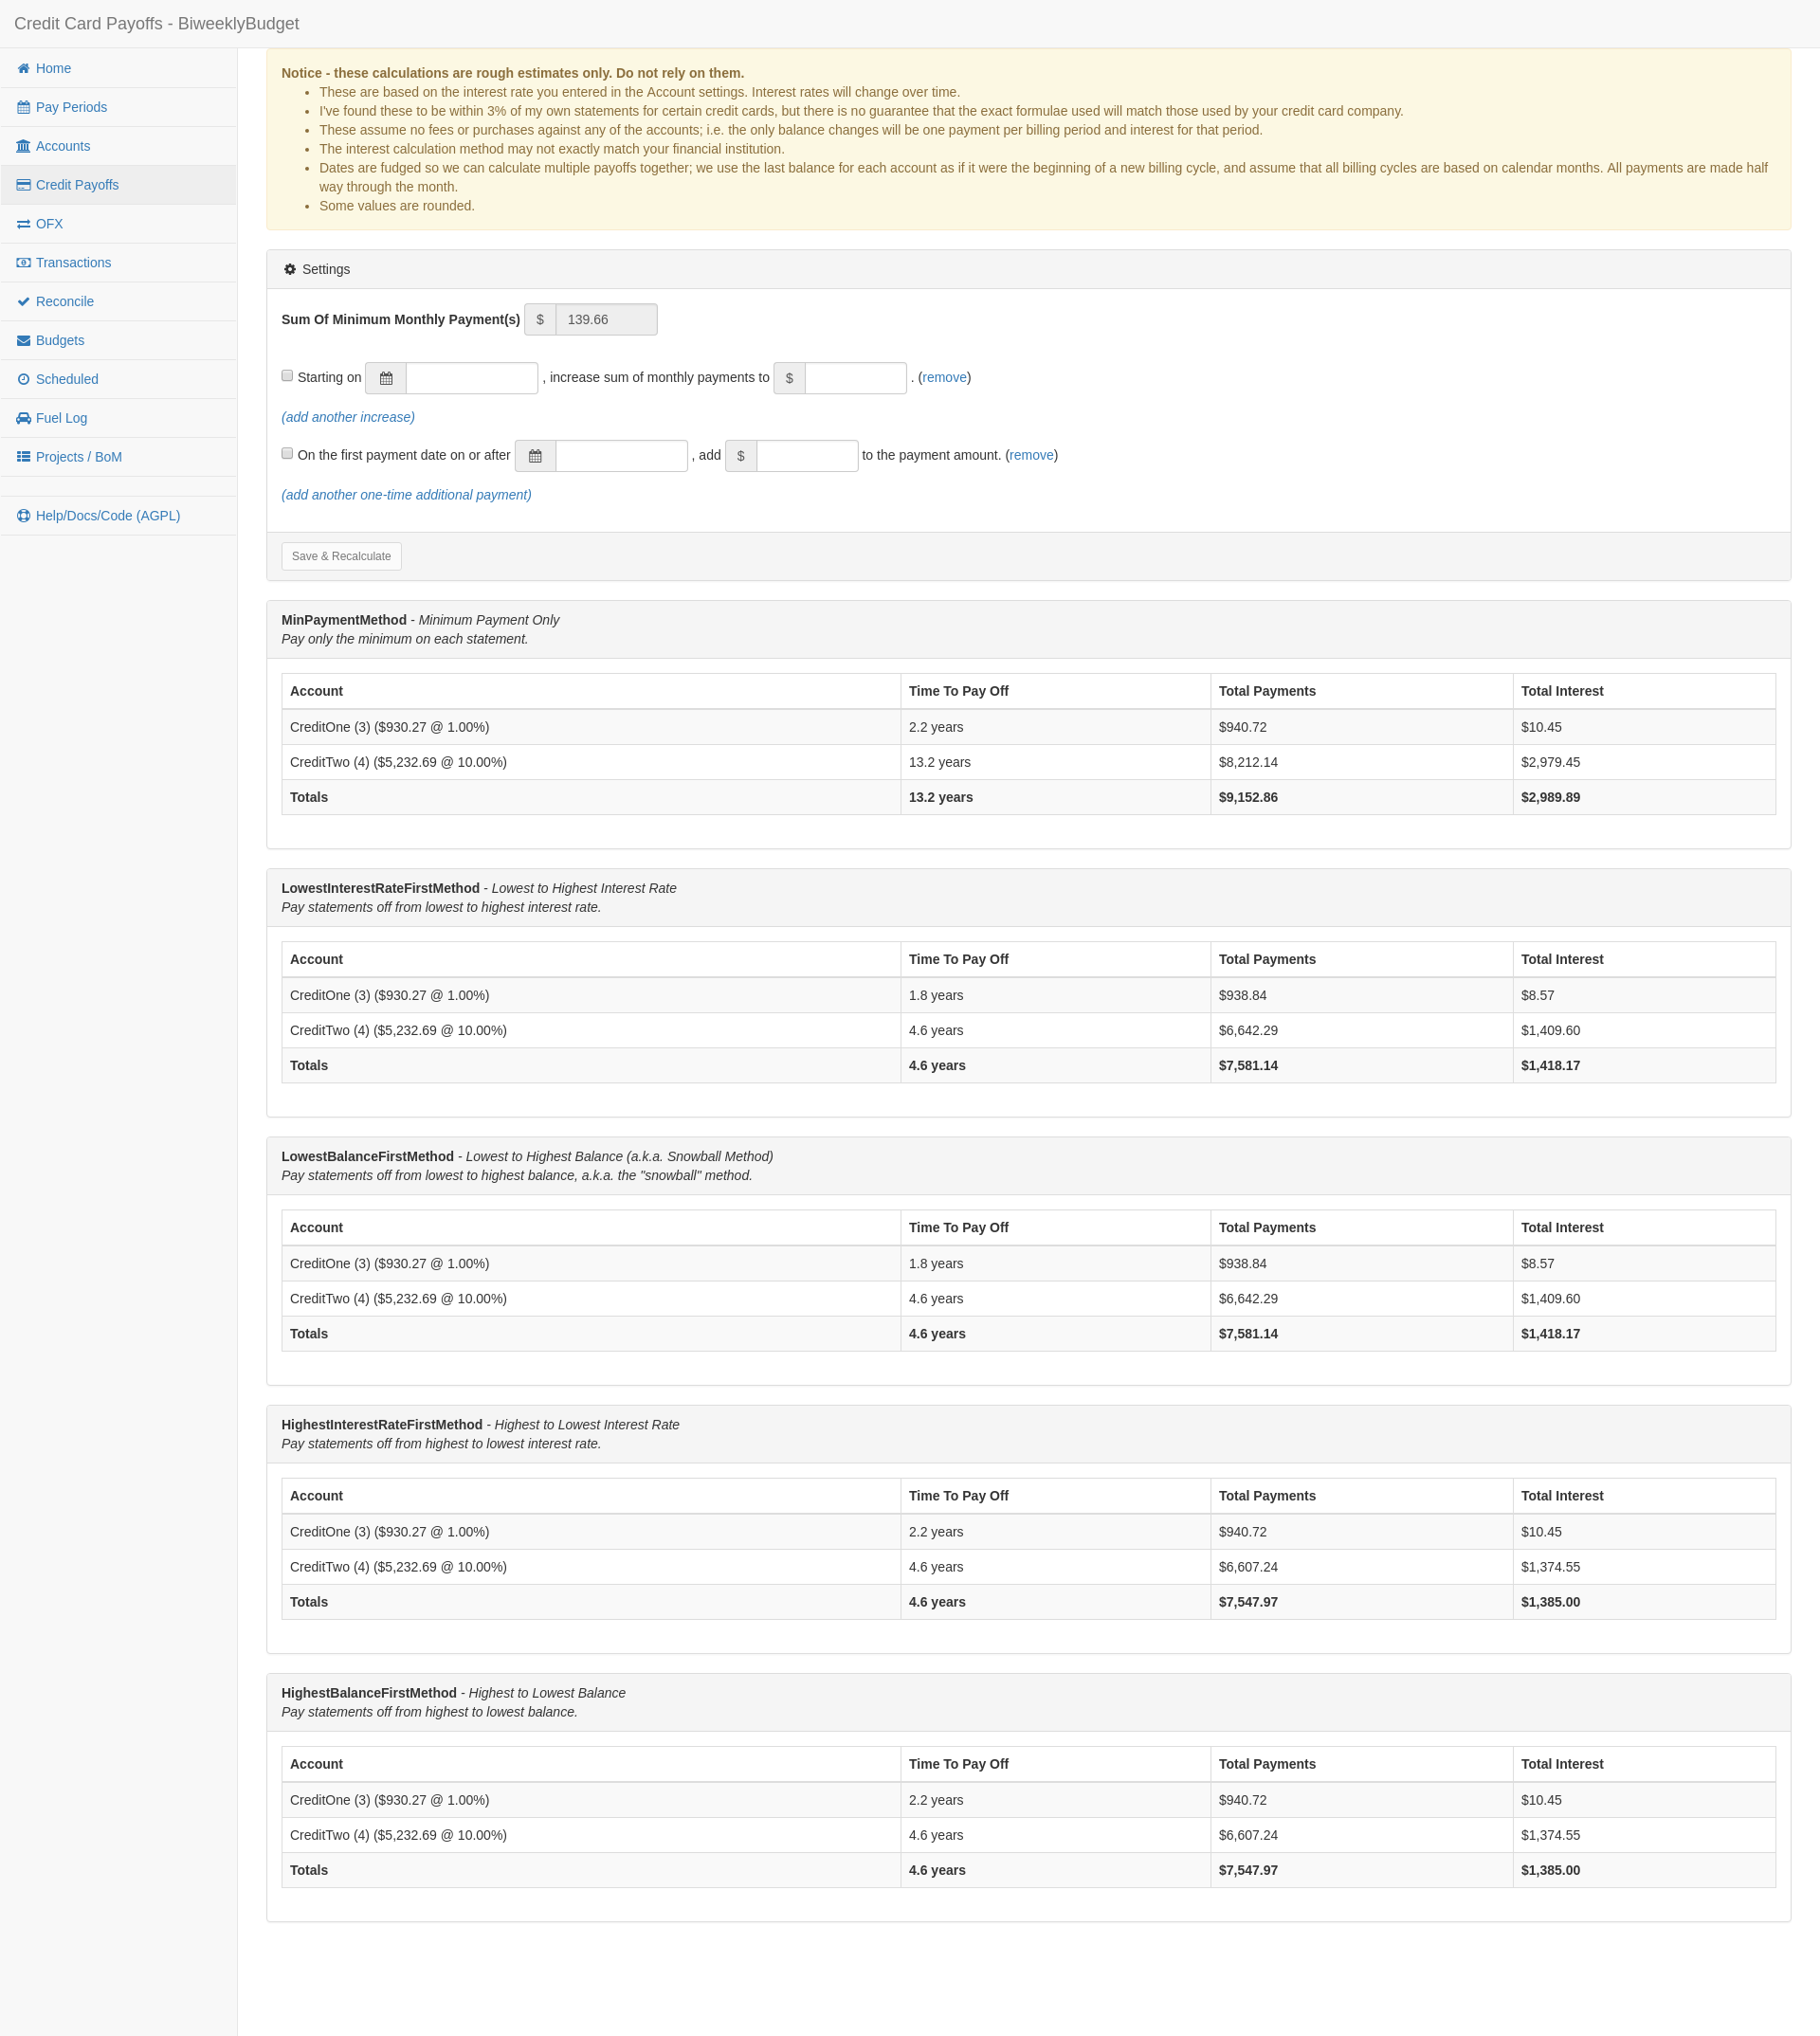 Credit Card Payoffs - BiweeklyBudget
Home
Pay Periods
Accounts
Credit Payoffs
OFX
Transactions
Reconcile
Budgets
Scheduled
Fuel Log
Projects / BoM
Help/Docs/Code (AGPL)
Notice - these calculations are rough estimates only. Do not rely on them.
• These are based on the interest rate you entered in the Account settings. Interest rates will change over time.
• I've found these to be within 3% of my own statements for certain credit cards, but there is no guarantee that the exact formulae used will match those used by your credit card company.
• These assume no fees or purchases against any of the accounts; i.e. the only balance changes will be one payment per billing period and interest for that period.
• The interest calculation method may not exactly match your financial institution.
• Dates are fudged so we can calculate multiple payoffs together; we use the last balance for each account as if it were the beginning of a new billing cycle, and assume that all billing cycles are based on calendar months. All payments are made half
way through the month.
• Some values are rounded.
Settings
Sum Of Minimum Monthly Payment(s) $ 139.66
Starting on , increase sum of monthly payments to $ . (remove)
(add another increase)
On the first payment date on or after , add $ to the payment amount. (remove)
(add another one-time additional payment)
Save & Recalculate
MinPaymentMethod - Minimum Payment Only
Pay only the minimum on each statement.
Account Time To Pay Off Total Payments Total Interest
CreditOne (3) ($930.27 @ 1.00%) 2.2 years $940.72 $10.45
CreditTwo (4) ($5,232.69 @ 10.00%) 13.2 years $8,212.14 $2,979.45
Totals 13.2 years $9,152.86 $2,989.89
LowestInterestRateFirstMethod - Lowest to Highest Interest Rate
Pay statements off from lowest to highest interest rate.
Account Time To Pay Off Total Payments Total Interest
CreditOne (3) ($930.27 @ 1.00%) 1.8 years $938.84 $8.57
CreditTwo (4) ($5,232.69 @ 10.00%) 4.6 years $6,642.29 $1,409.60
Totals 4.6 years $7,581.14 $1,418.17
LowestBalanceFirstMethod - Lowest to Highest Balance (a.k.a. Snowball Method)
Pay statements off from lowest to highest balance, a.k.a. the "snowball" method.
Account Time To Pay Off Total Payments Total Interest
CreditOne (3) ($930.27 @ 1.00%) 1.8 years $938.84 $8.57
CreditTwo (4) ($5,232.69 @ 10.00%) 4.6 years $6,642.29 $1,409.60
Totals 4.6 years $7,581.14 $1,418.17
HighestInterestRateFirstMethod - Highest to Lowest Interest Rate
Pay statements off from highest to lowest interest rate.
Account Time To Pay Off Total Payments Total Interest
CreditOne (3) ($930.27 @ 1.00%) 2.2 years $940.72 $10.45
CreditTwo (4) ($5,232.69 @ 10.00%) 4.6 years $6,607.24 $1,374.55
Totals 4.6 years $7,547.97 $1,385.00
HighestBalanceFirstMethod - Highest to Lowest Balance
Pay statements off from highest to lowest balance.
Account Time To Pay Off Total Payments Total Interest
CreditOne (3) ($930.27 @ 1.00%) 2.2 years $940.72 $10.45
CreditTwo (4) ($5,232.69 @ 10.00%) 4.6 years $6,607.24 $1,374.55
Totals 4.6 years $7,547.97 $1,385.00